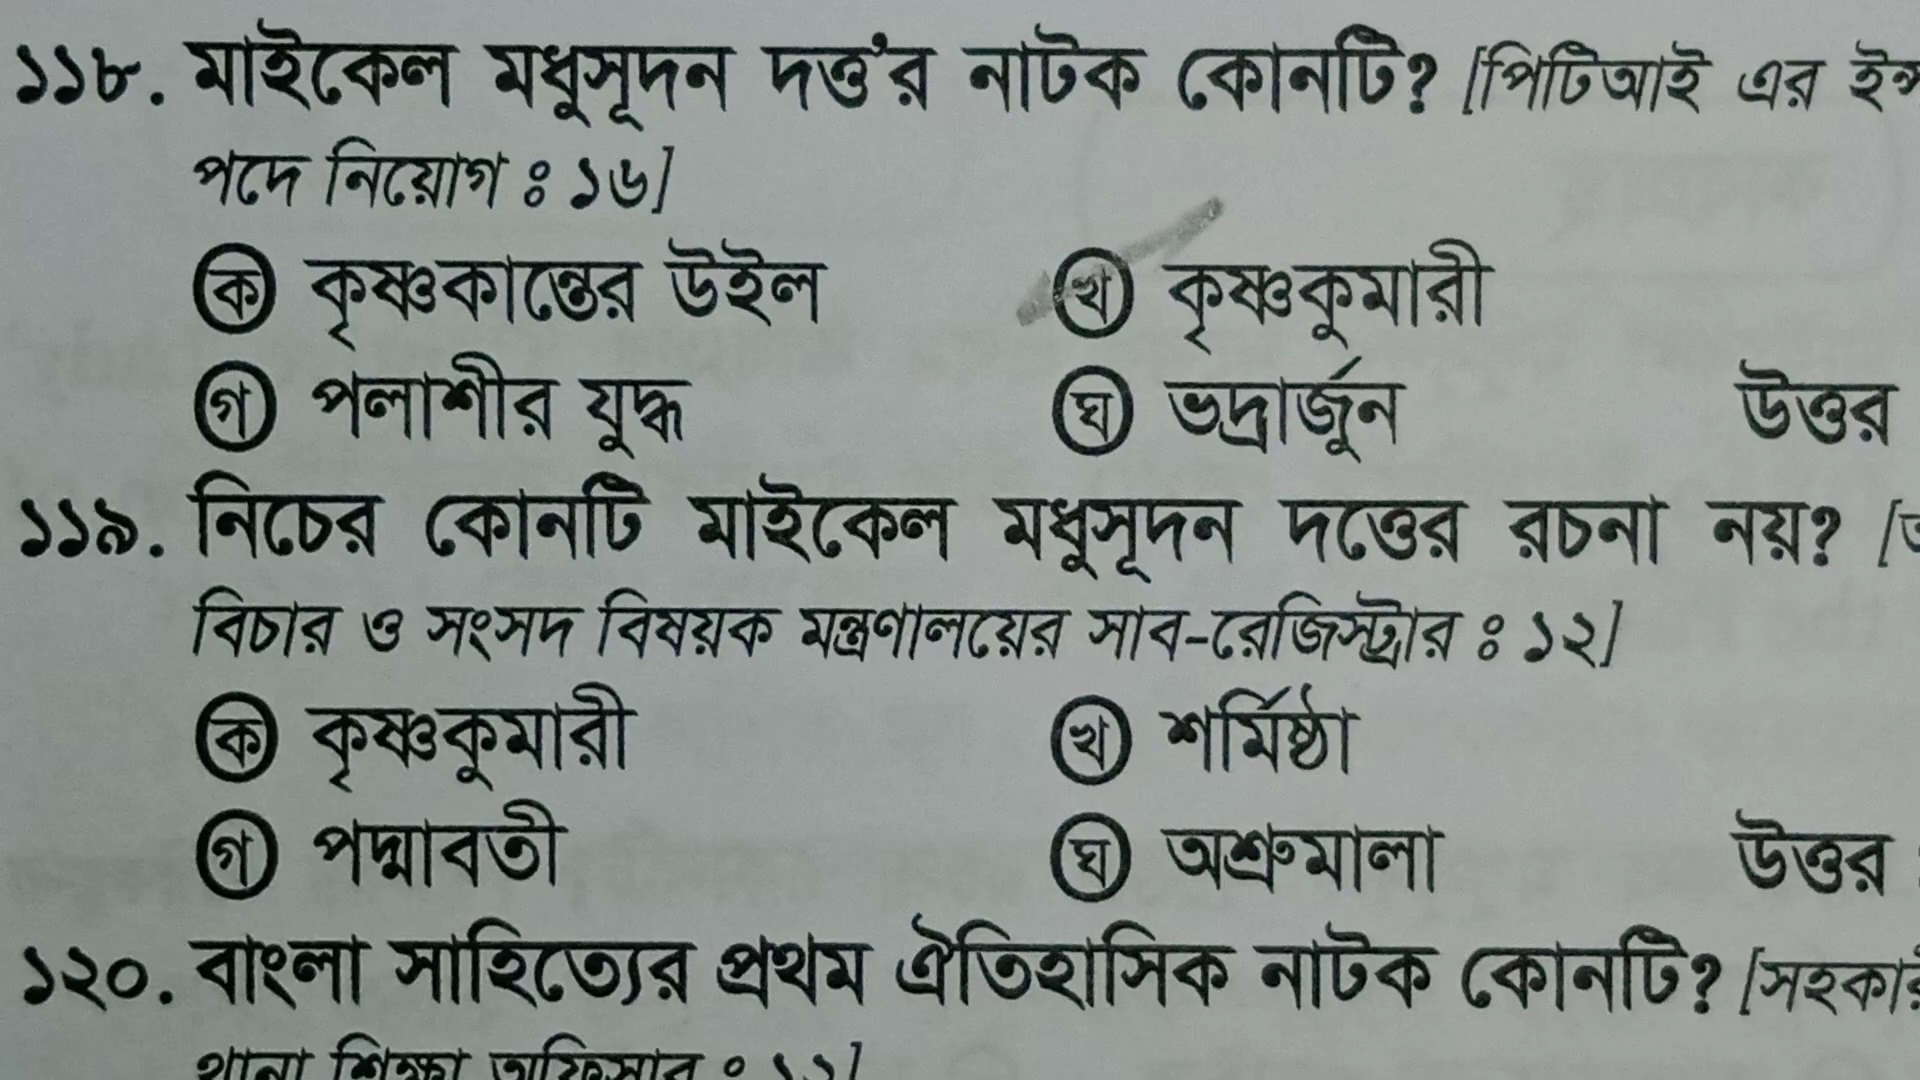 ১১৮. মাইকেল মধুসূদন দত্ত'র নাটক কোনটি? [পিটিআই এর
পদে নিয়োগ : ১৬]
ক কৃষ্ণকান্তের উইল খ কৃষ্ণকুমারী
গ পলাশীর যুদ্ধ ঘ ভদ্রার্জুন উত্তর
১১৯. নিচের কোনটি মাইকেল মধুসূদন দত্তের রচনা নয়?
বিচার ও সংসদ বিষয়ক মন্ত্রণালয়ের সাব-রেজিস্ট্রার : ১২]
ক কৃষ্ণকুমারী খ শর্মিষ্ঠা
গ পদ্মাবতী ঘ অশ্রুমালা উত্তর
১২০. বাংলা সাহিত্যের প্রথম ঐতিহাসিক নাটক কোনটি?
থানা শিক্ষা অফিসার :